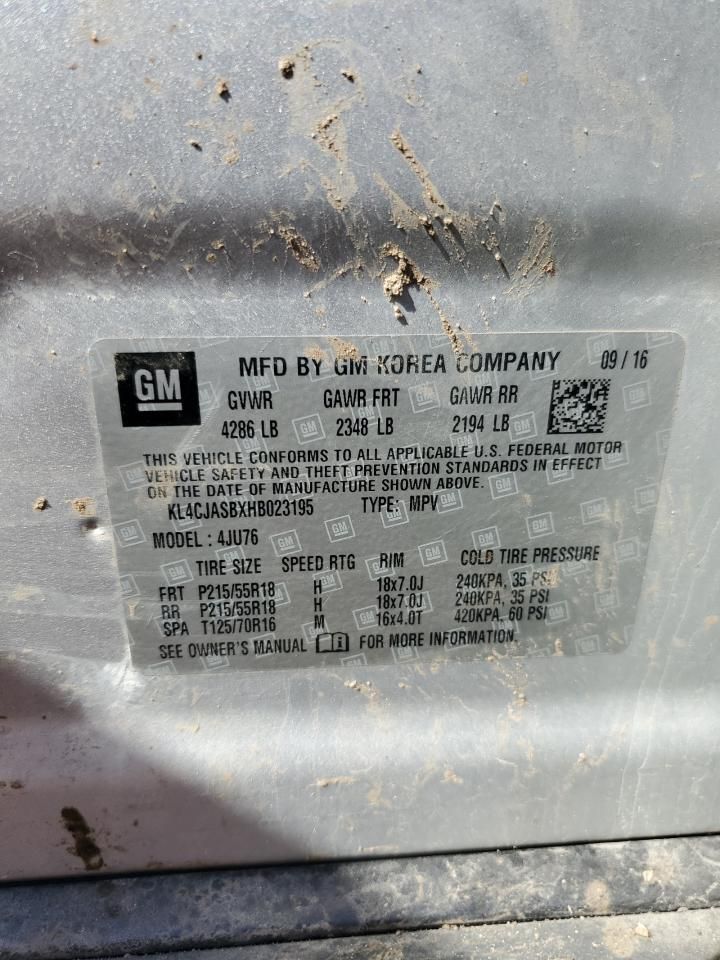 GM MFD BY GM KOREA COMPANY 09 / 16
GVWR GAWR FRT GAWR RR
4286 LB 2348 LB 2194 LB
THIS VEHICLE CONFORMS TO ALL APPLICABLE U.S. FEDERAL MOTOR
VEHICLE SAFETY AND THEFT PREVENTION STANDARDS IN EFFECT
ON THE DATE OF MANUFACTURE SHOWN ABOVE.
KL4CJASBXHB023195 TYPE: MPV
MODEL : 4JU76
TIRE SIZE SPEED RTG RIM COLD TIRE PRESSURE
FRT P215/55R18 H 18x7.0J 240KPA, 35 PSI
RR P215/55R18 H 18x7.0J 240KPA, 35 PSI
SPA T125/70R16 M 16x4.0T 420KPA, 60 PSI
SEE OWNER'S MANUAL FOR MORE INFORMATION.